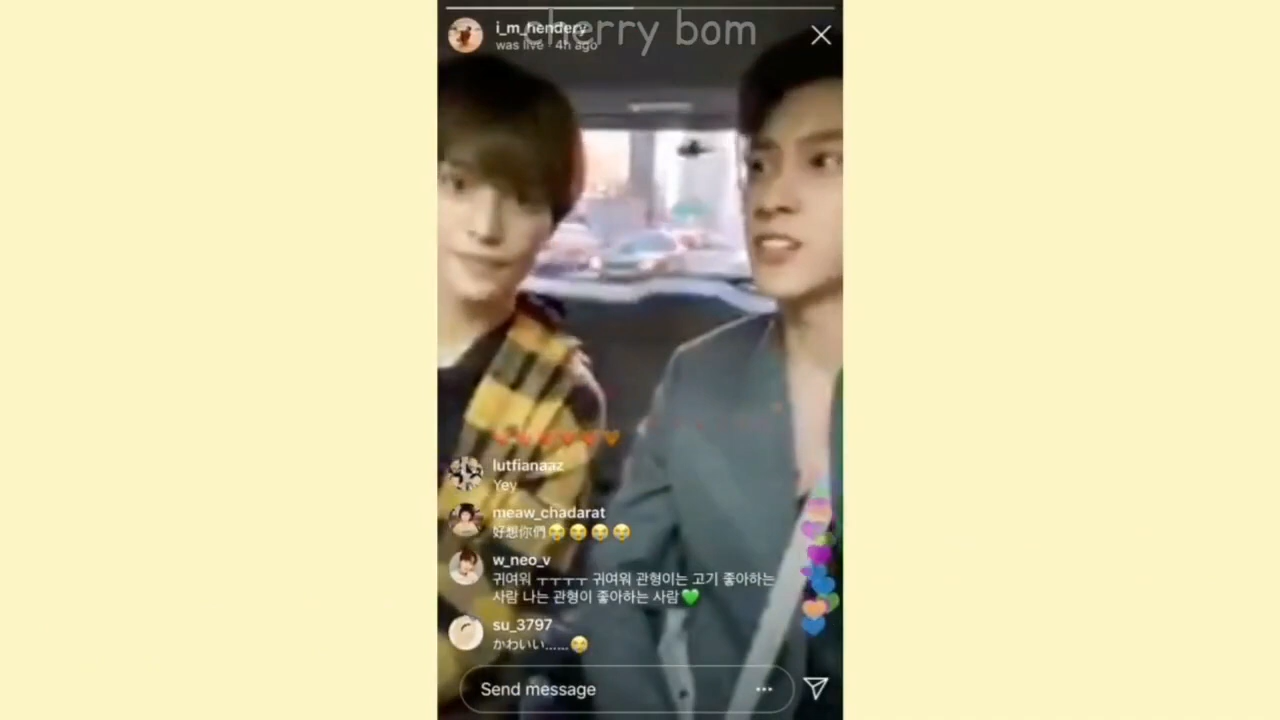 cherry bom
i_m_hendery
was live · 4h ago
lutfianaaz
Yey
meaw_chadarat
好想你們😭😭😭😭
w_neo_v
귀여워 ㅜㅜㅜㅜ 귀여워 관형이는 고기 좋아하는
사람 나는 관형이 좋아하는 사람💚
su_3797
かわいい......😭
Send message